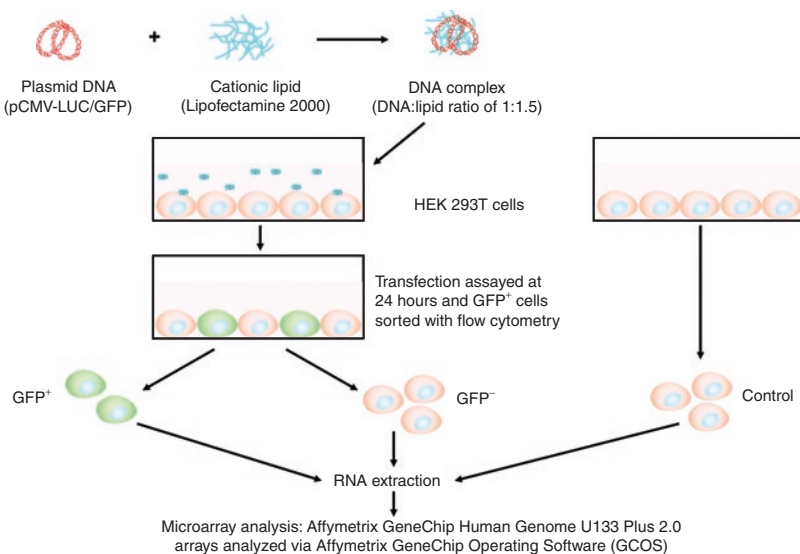 Plasmid DNA
(pCMV-LUC/GFP)
+
Cationic lipid
(Lipofectamine 2000)
DNA complex
(DNA:lipid ratio of 1:1.5)
HEK 293T cells
Transfection assayed at
24 hours and GFP⁺ cells
sorted with flow cytometry
GFP⁺
GFP⁻
Control
RNA extraction
Microarray analysis: Affymetrix GeneChip Human Genome U133 Plus 2.0
arrays analyzed via Affymetrix GeneChip Operating Software (GCOS)